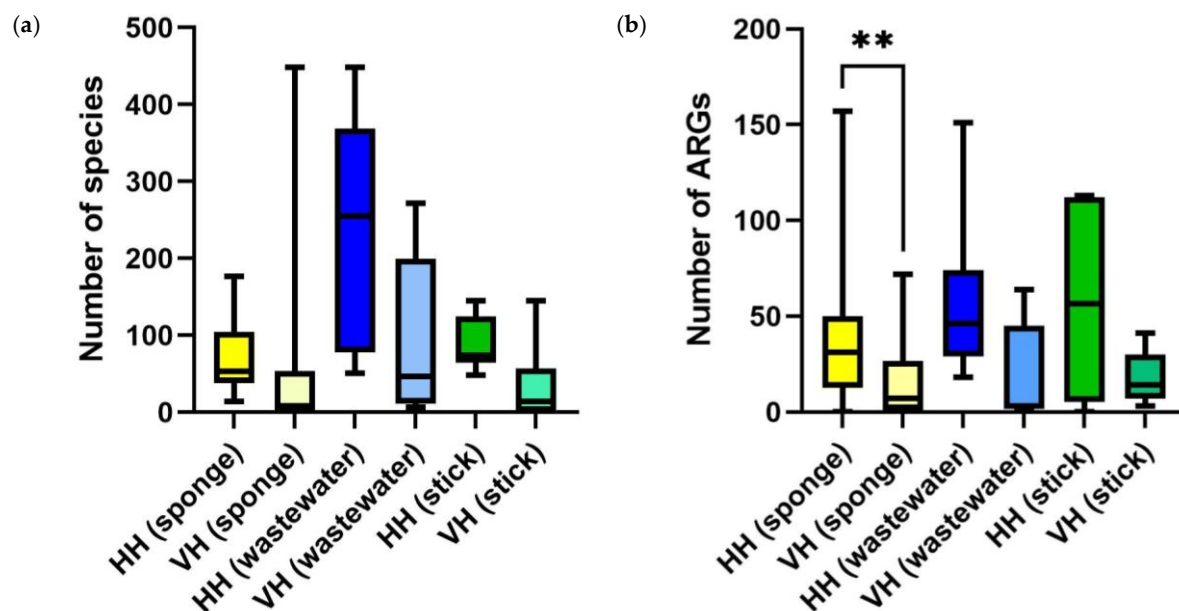 (a)
Number of species
500
400
300
200
100
0
HH (sponge)
VH (sponge)
HH (wastewater)
VH (wastewater)
HH (stick)
VH (stick)
(b)
Number of ARGs
200
150
100
50
0
**
HH (sponge)
VH (sponge)
HH (wastewater)
VH (wastewater)
HH (stick)
VH (stick)